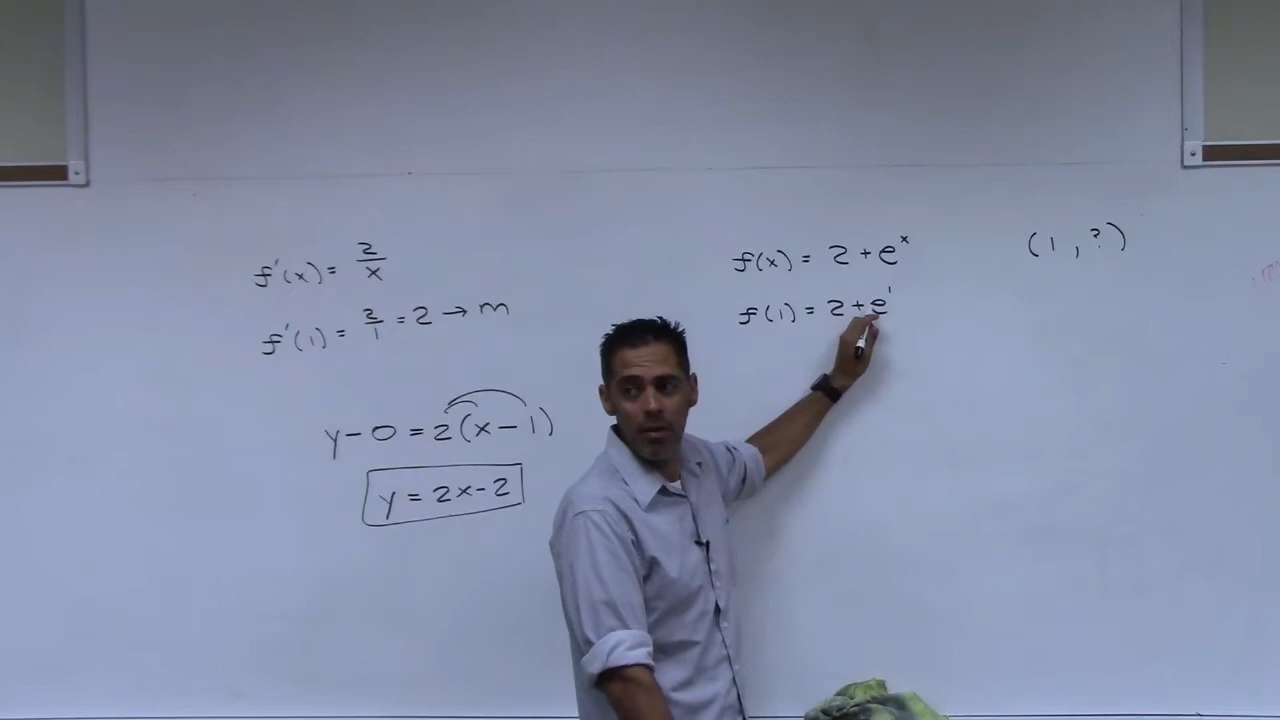 f'(x) = 2/x
f'(1) = 2/1 = 2 → m
y - 0 = 2(x - 1)
y = 2x - 2
f(x) = 2 + e^x
f(1) = 2 + e^1
(1, ?)